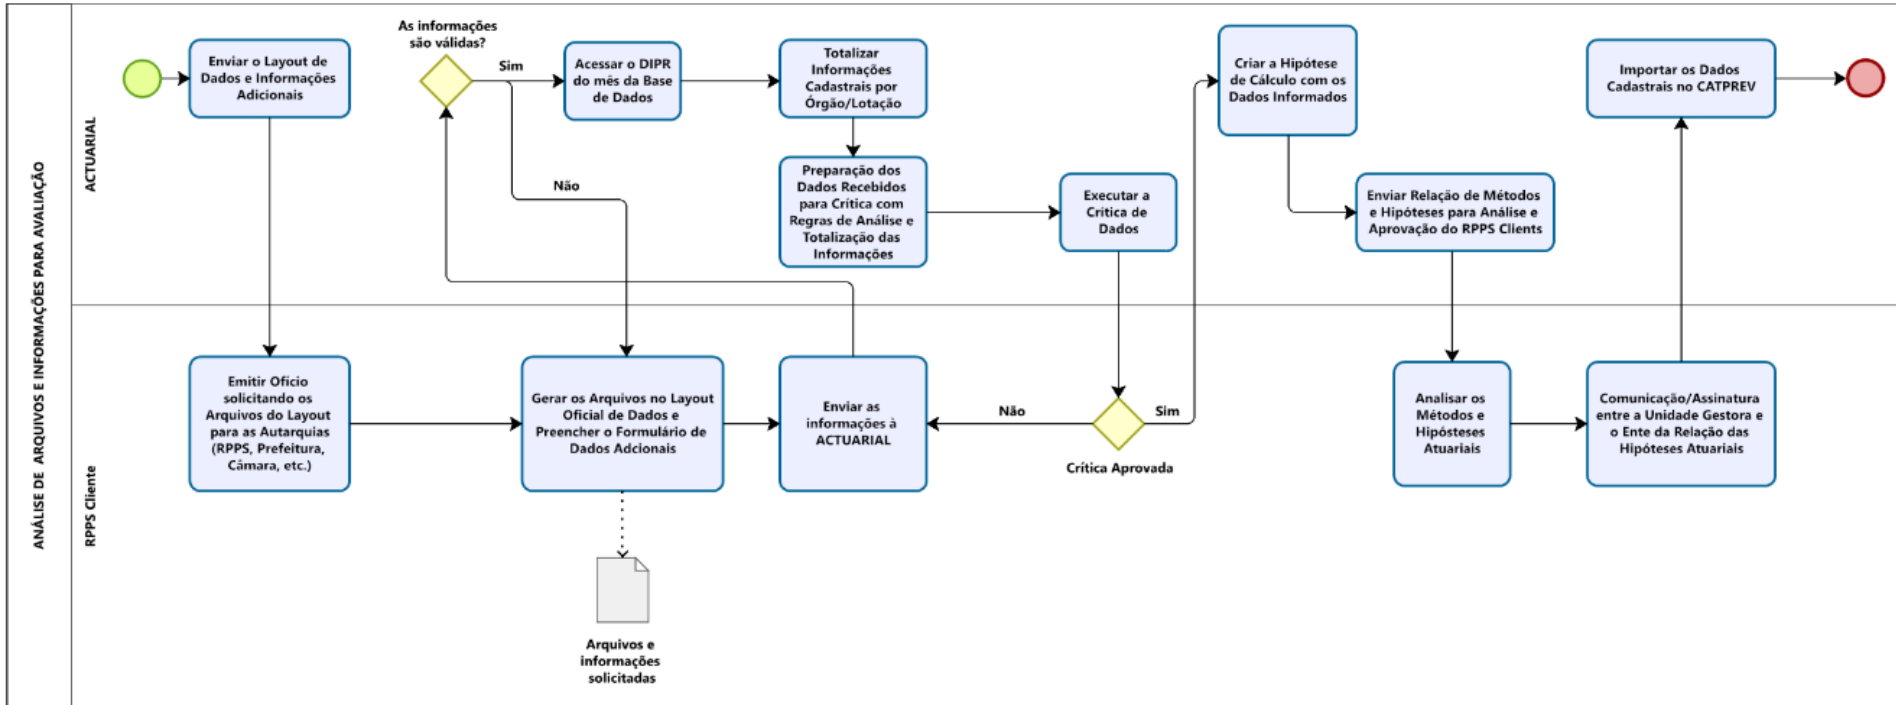 ANÁLISE DE  ARQUIVOS E INFORMAÇÕES PARA AVALIAÇÃO
ACTUARIAL
Enviar o Layout de
Dados e Informações
Adicionais
As informações
são válidas?
Sim
Não
Acessar o DIPR
do mês da Base
de Dados
Totalizar
Informações
Cadastrais por
Órgão/Lotação
Preparação dos
Dados Recebidos
para Crítica com
Regras de Análise e
Totalização das
Informações
Executar a
Crítica de
Dados
Criar a Hipótese
de Cálculo com os
Dados Informados
Enviar Relação de Métodos
e Hipóteses para Análise e
Aprovação do RPPS Clients
Importar os Dados
Cadastrais no CATPREV
RPPS Cliente
Emitir Ofício
solicitando os
Arquivos do Layout
para as Autarquias
(RPPS, Prefeitura,
Câmara, etc.)
Gerar os Arquivos no Layout
Oficial de Dados e
Preencher o Formulário de
Dados Adcionais
Arquivos e
informações
solicitadas
Enviar as
informações à
ACTUARIAL
Não
Sim
Crítica Aprovada
Analisar os
Métodos e
Hipósteses
Atuariais
Comunicação/Assinatura
entre a Unidade Gestora e
o Ente da Relação das
Hipóteses Atuariais